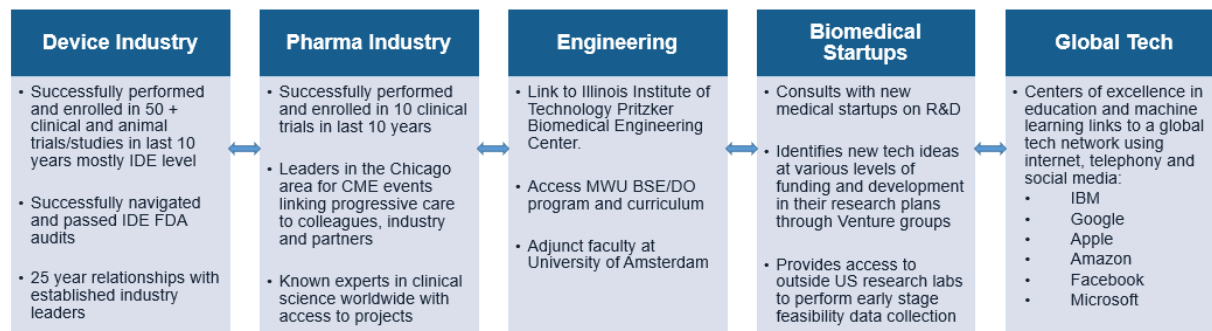 Device Industry
• Successfully performed
and enrolled in 50 +
clinical and animal
trials/studies in last 10
years mostly IDE level
• Successfully navigated
and passed IDE FDA
audits
• 25 year relationships with
established industry
leaders
Pharma Industry
• Successfully performed
and enrolled in 10 clinical
trials in last 10 years
• Leaders in the Chicago
area for CME events
linking progressive care
to colleagues, industry
and partners
• Known experts in clinical
science worldwide with
access to projects
Engineering
• Link to Illinois Institute of
Technology Pritzker
Biomedical Engineering
Center.
• Access MWU BSE/DO
program and curriculum
• Adjunct faculty at
University of Amsterdam
Biomedical
Startups
• Consults with new
medical startups on R&D
• Identifies new tech ideas
at various levels of
funding and development
in their research plans
through Venture groups
• Provides access to
outside US research labs
to perform early stage
feasibility data collection
Global Tech
• Centers of excellence in
education and machine
learning links to a global
tech network using
internet, telephony and
social media:
• IBM
• Google
• Apple
• Amazon
• Facebook
• Microsoft